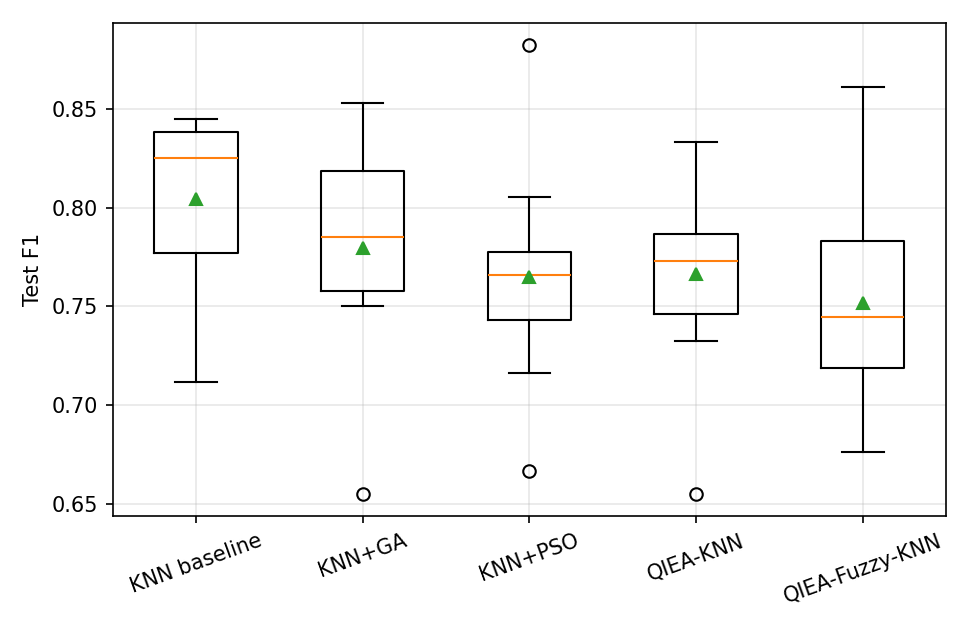 Test F1
0.85
0.80
0.75
0.70
0.65
KNN baseline
KNN+GA
KNN+PSO
QIEA-KNN
QIEA-Fuzzy-KNN